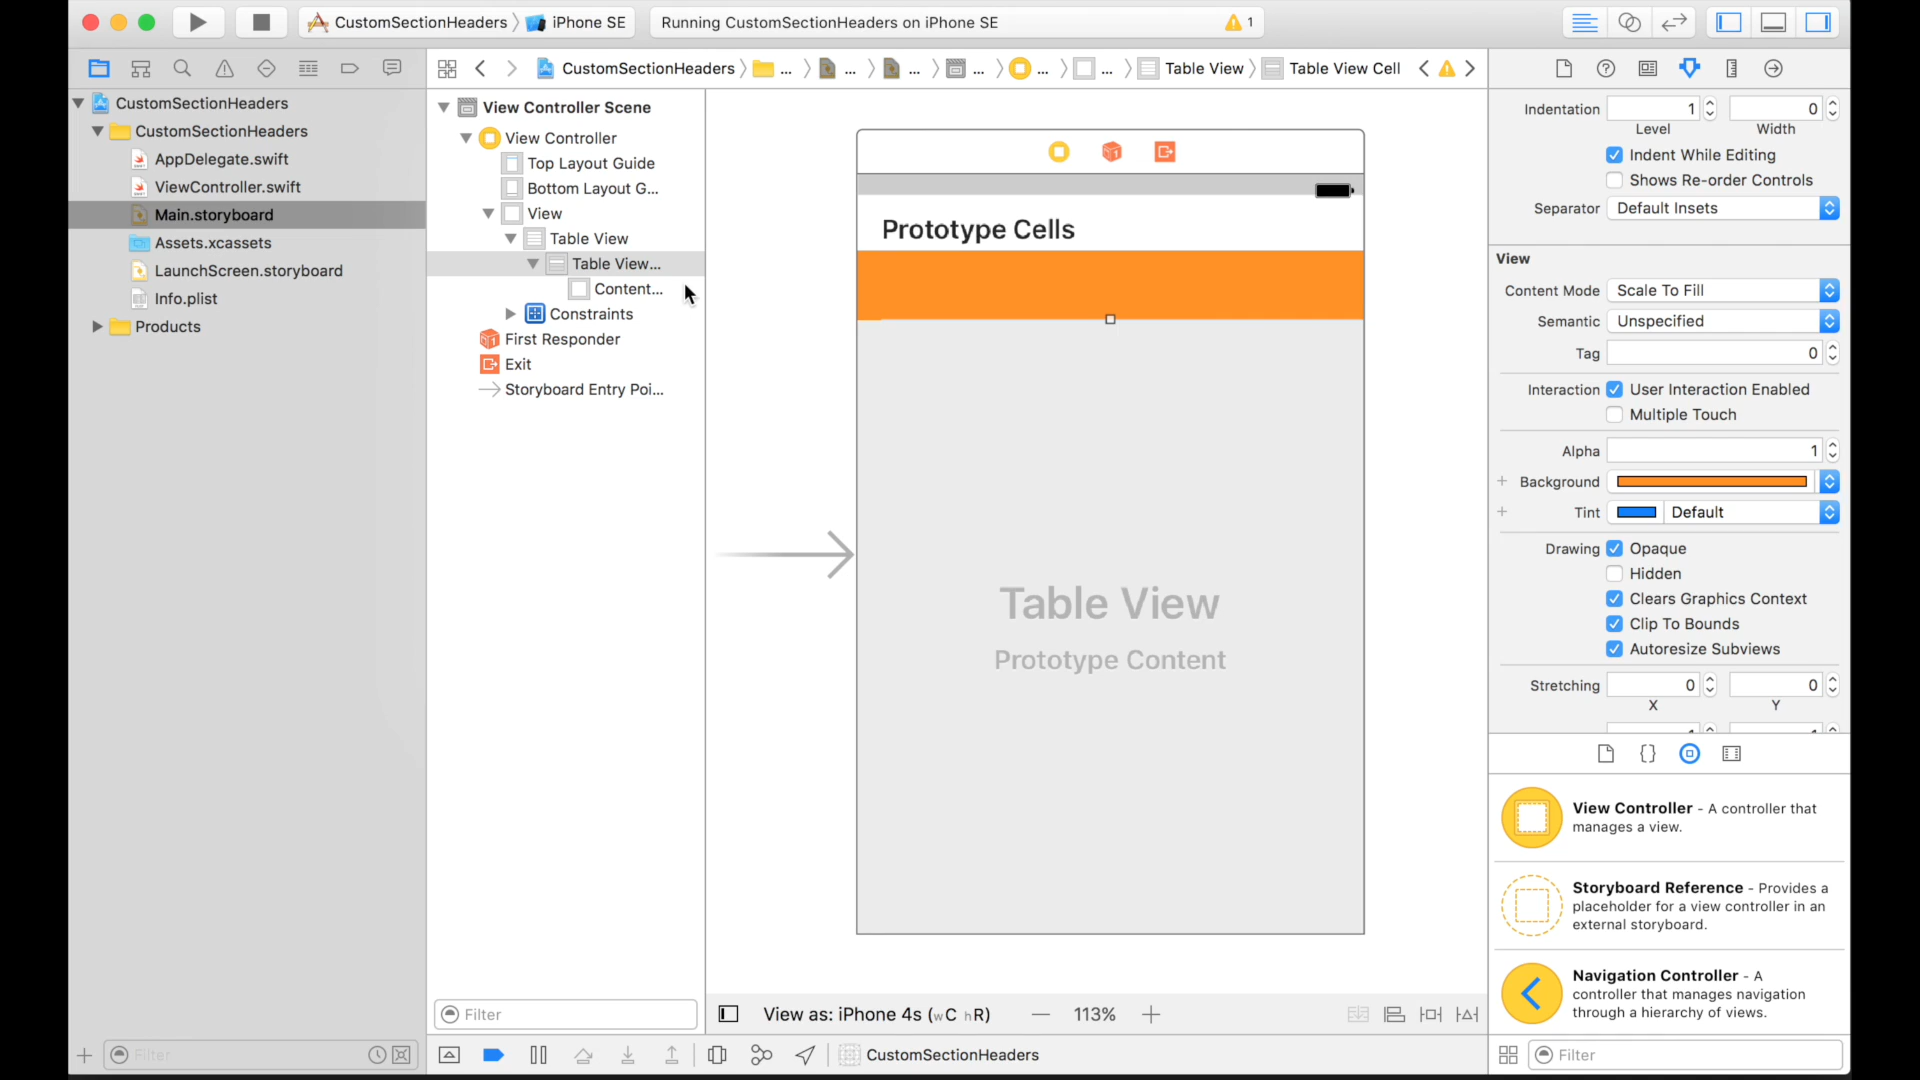 CustomSectionHeaders iPhone SE
Running CustomSectionHeaders on iPhone SE
1
CustomSectionHeaders ... ... ... ... ... ... Table View Table View Cell
CustomSectionHeaders
CustomSectionHeaders
AppDelegate.swift
ViewController.swift
Main.storyboard
Assets.xcassets
LaunchScreen.storyboard
Info.plist
Products
Filter
View Controller Scene
View Controller
Top Layout Guide
Bottom Layout G...
View
Table View
Table View...
Content...
Constraints
First Responder
Exit
Storyboard Entry Poi...
Filter
Prototype Cells
Table View
Prototype Content
View as: iPhone 4s (wC hR)
113%
CustomSectionHeaders
Indentation 1 0
Level Width
Indent While Editing
Shows Re-order Controls
Separator Default Insets
View
Content Mode Scale To Fill
Semantic Unspecified
Tag 0
Interaction User Interaction Enabled
Multiple Touch
Alpha 1
Background
Tint Default
Drawing Opaque
Hidden
Clears Graphics Context
Clip To Bounds
Autoresize Subviews
Stretching 0 0
X Y
View Controller - A controller that
manages a view.
Storyboard Reference - Provides a
placeholder for a view controller in an
external storyboard.
Navigation Controller - A
controller that manages navigation
through a hierarchy of views.
Filter